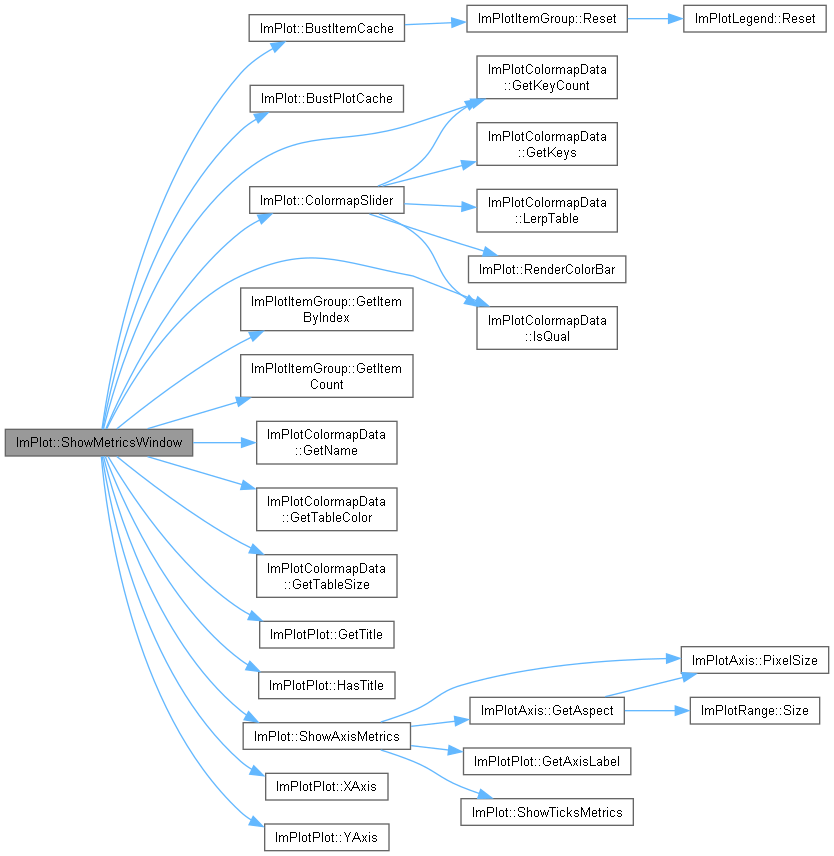 ImPlot::BustItemCache
ImPlotItemGroup::Reset
ImPlotLegend::Reset
ImPlotColormapData
::GetKeyCount
ImPlot::BustPlotCache
ImPlotColormapData
::GetKeys
ImPlot::ColormapSlider
ImPlotColormapData
::LerpTable
ImPlot::RenderColorBar
ImPlotItemGroup::GetItem
ByIndex
ImPlotColormapData
::IsQual
ImPlotItemGroup::GetItem
Count
ImPlot::ShowMetricsWindow
ImPlotColormapData
::GetName
ImPlotColormapData
::GetTableColor
ImPlotColormapData
::GetTableSize
ImPlotPlot::GetTitle
ImPlotPlot::HasTitle
ImPlotAxis::PixelSize
ImPlotAxis::GetAspect
ImPlotRange::Size
ImPlot::ShowAxisMetrics
ImPlotPlot::GetAxisLabel
ImPlotPlot::XAxis
ImPlot::ShowTicksMetrics
ImPlotPlot::YAxis